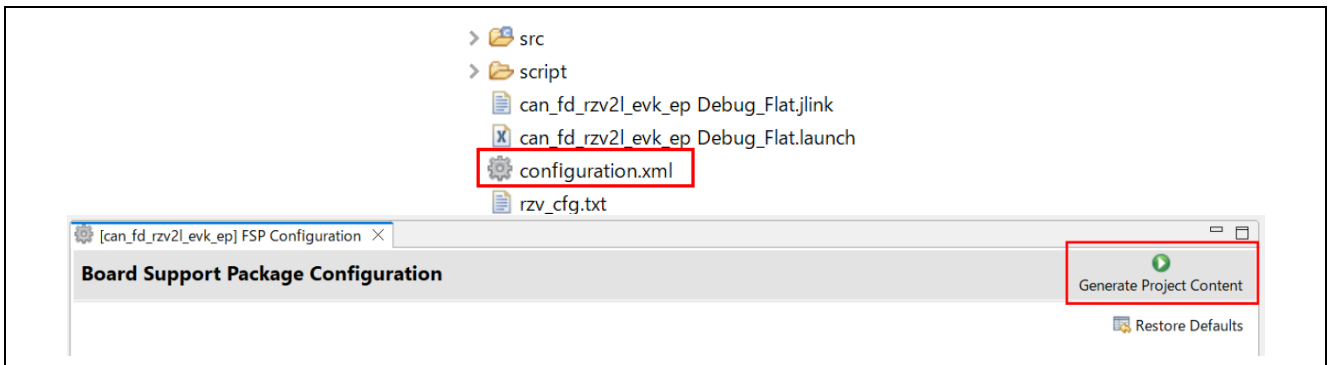 src
script
can_fd_rzv2l_evk_ep Debug_Flat.jlink
can_fd_rzv2l_evk_ep Debug_Flat.launch
configuration.xml
rzv_cfg.txt
[can_fd_rzv2l_evk_ep] FSP Configuration
Board Support Package Configuration
Generate Project Content
Restore Defaults